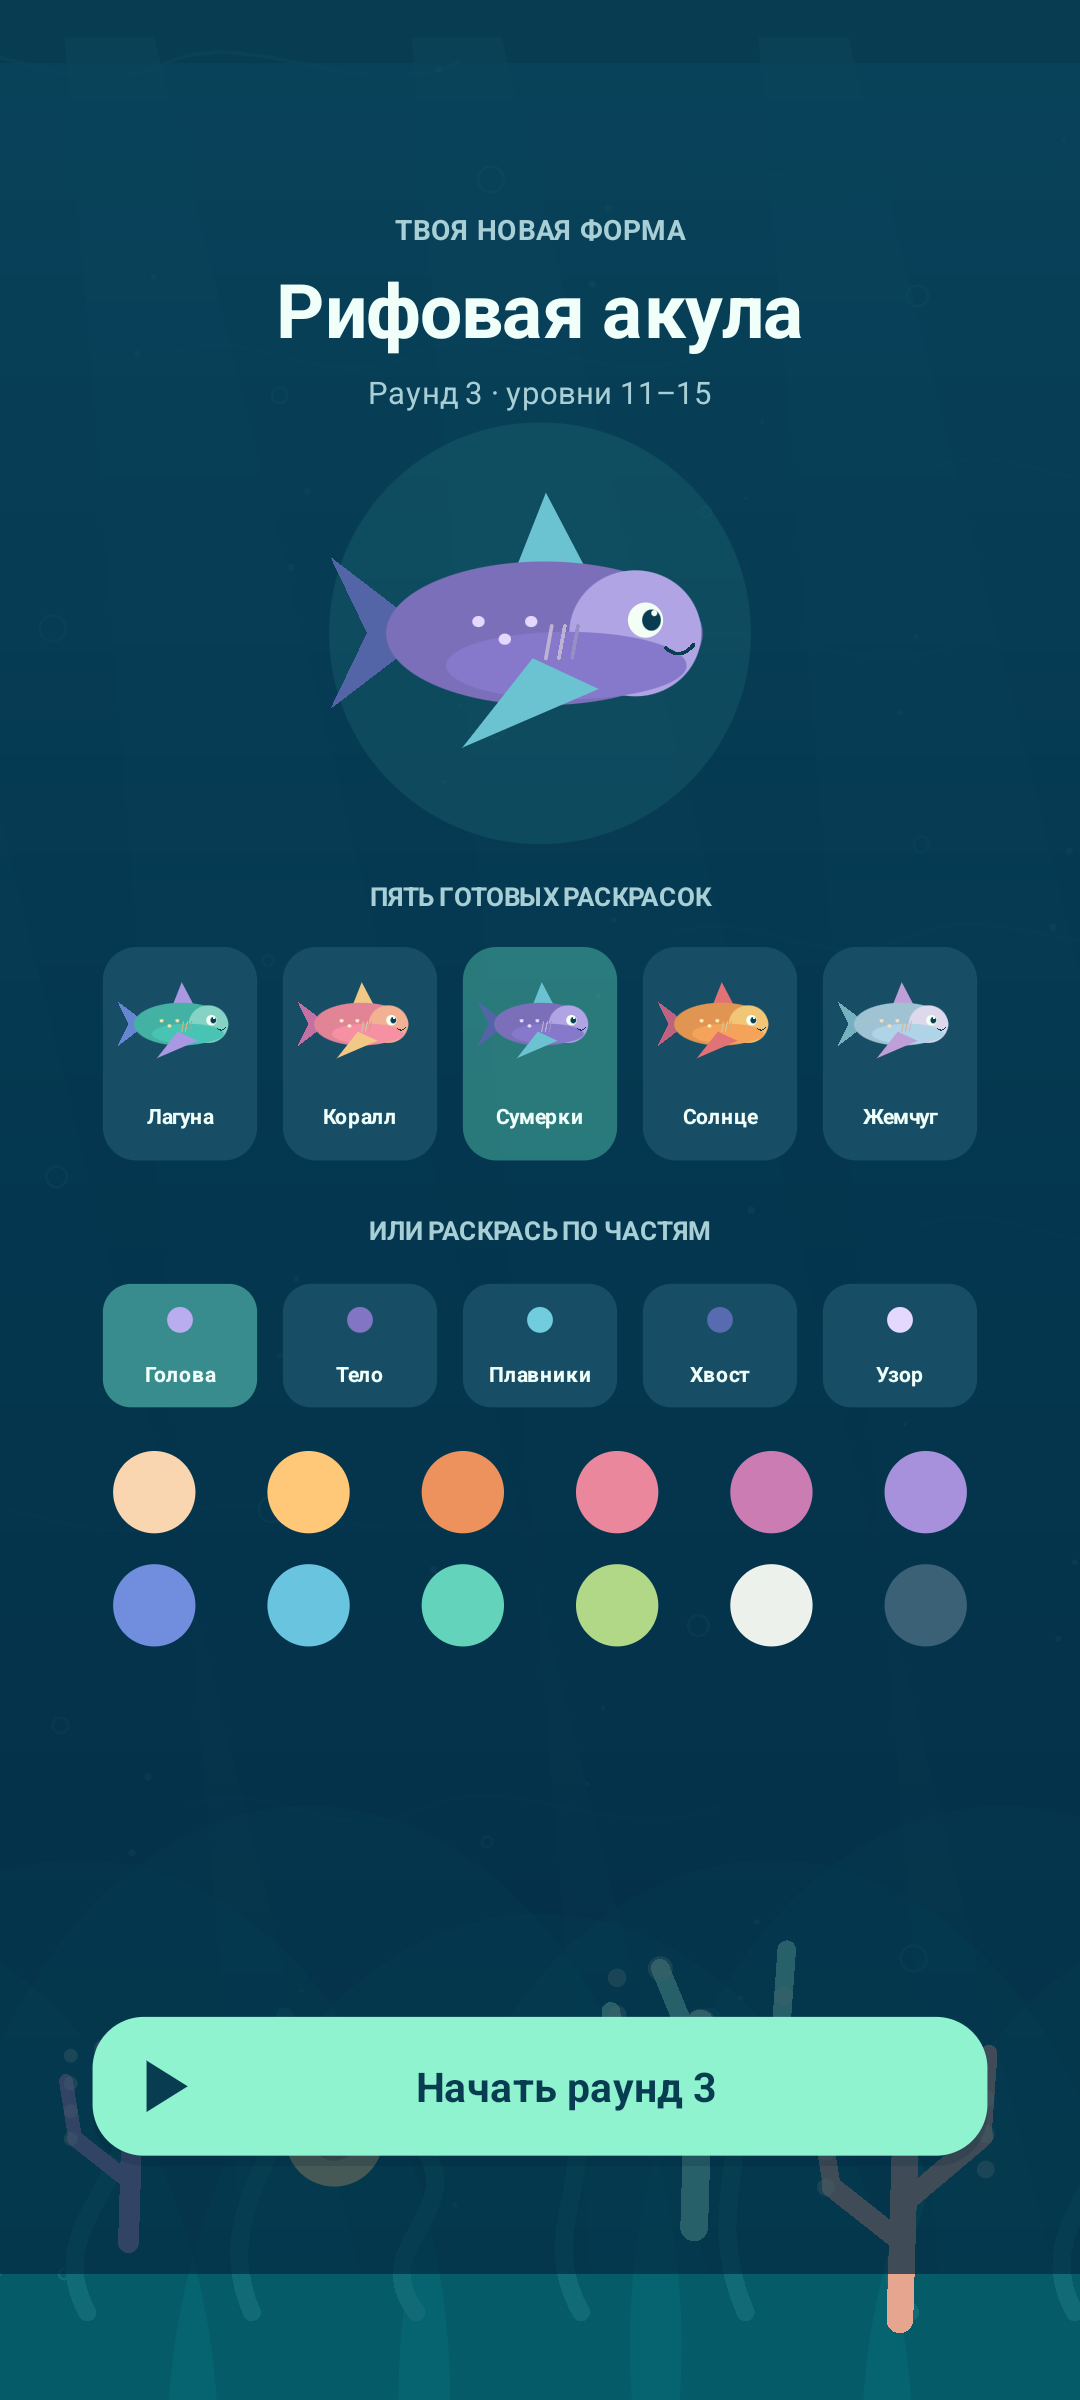 ТВОЯ НОВАЯ ФОРМА
Рифовая акула
Раунд 3 · уровни 11–15
ПЯТЬ ГОТОВЫХ РАСКРАСОК
Лагуна
Коралл
Сумерки
Солнце
Жемчуг
ИЛИ РАСКРАСЬ ПО ЧАСТЯМ
Голова
Тело
Плавники
Хвост
Узор
Начать раунд 3